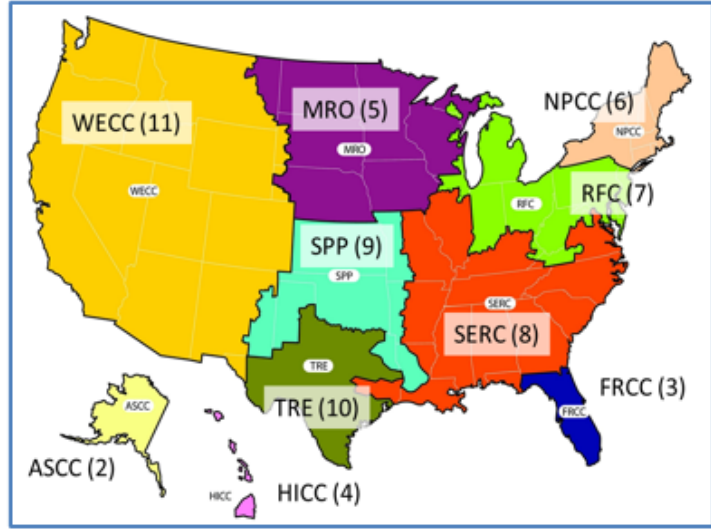 WECC (11)
MRO (5)
NPCC (6)
NPCC
MRO
WECC
RFC
RFC (7)
SPP (9)
SPP
SERC
SERC (8)
TRE
TRE (10)
FRCC (3)
FRCC
ASCC
ASCC (2)
HICC
HICC (4)